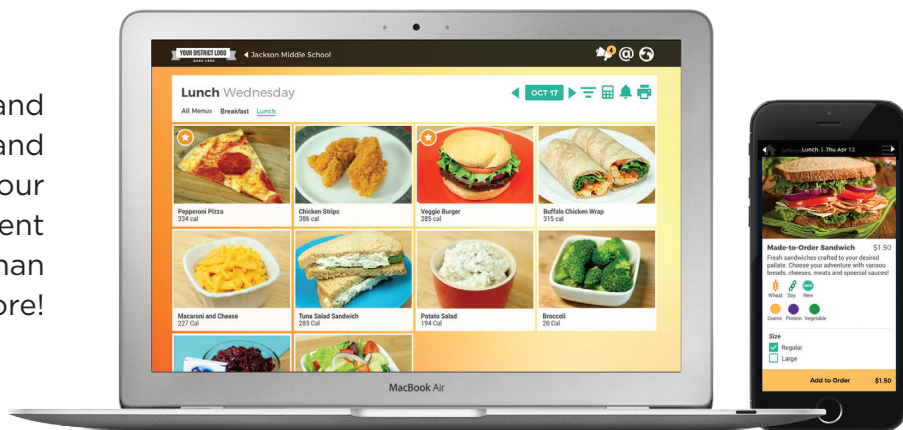 and
and
our
ent
han
ore!
YOUR DISTRICT LOGO
GOES HERE
Jackson Middle School
4
@
Lunch Wednesday
OCT 17
All Menus Breakfast Lunch
Pepperoni Pizza
334 cal
Chicken Strips
386 cal
Veggie Burger
285 cal
Buffalo Chicken Wrap
315 cal
Macaroni and Cheese
227 Cal
Tuna Salad Sandwich
283 Cal
Potato Salad
194 Cal
Broccoli
20 Cal
MacBook Air
Lunch | Thu Apr 12
Made-to-Order Sandwich $1.50
Fresh sandwiches crafted to your desired
pallate. Choose your adventure with varisou
breads, cheeses, meats and spoecial sauces!
Wheat Soy New
Grains Protein Vegetable
Size
Regular
Large
Add to Order $1.50